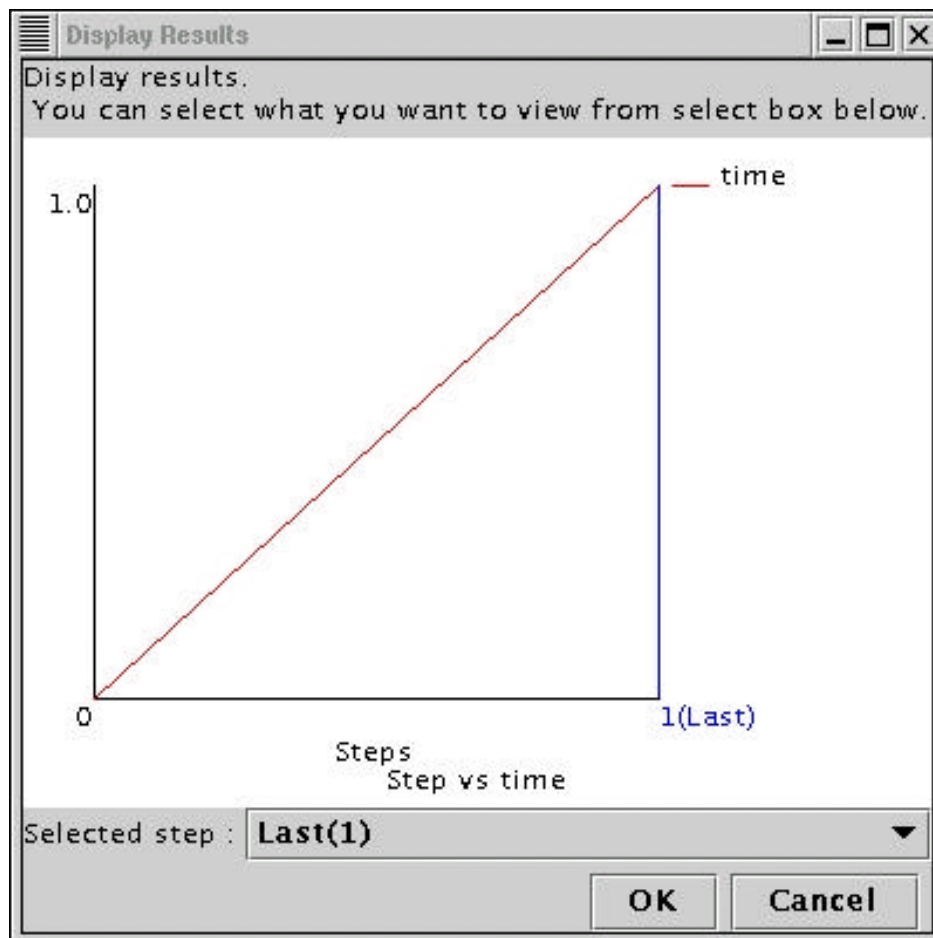 Display Results
Display results.
You can select what you want to view from select box below.
time
1.0
0
1(Last)
Steps
Step vs time
Selected step : Last(1)
OK Cancel